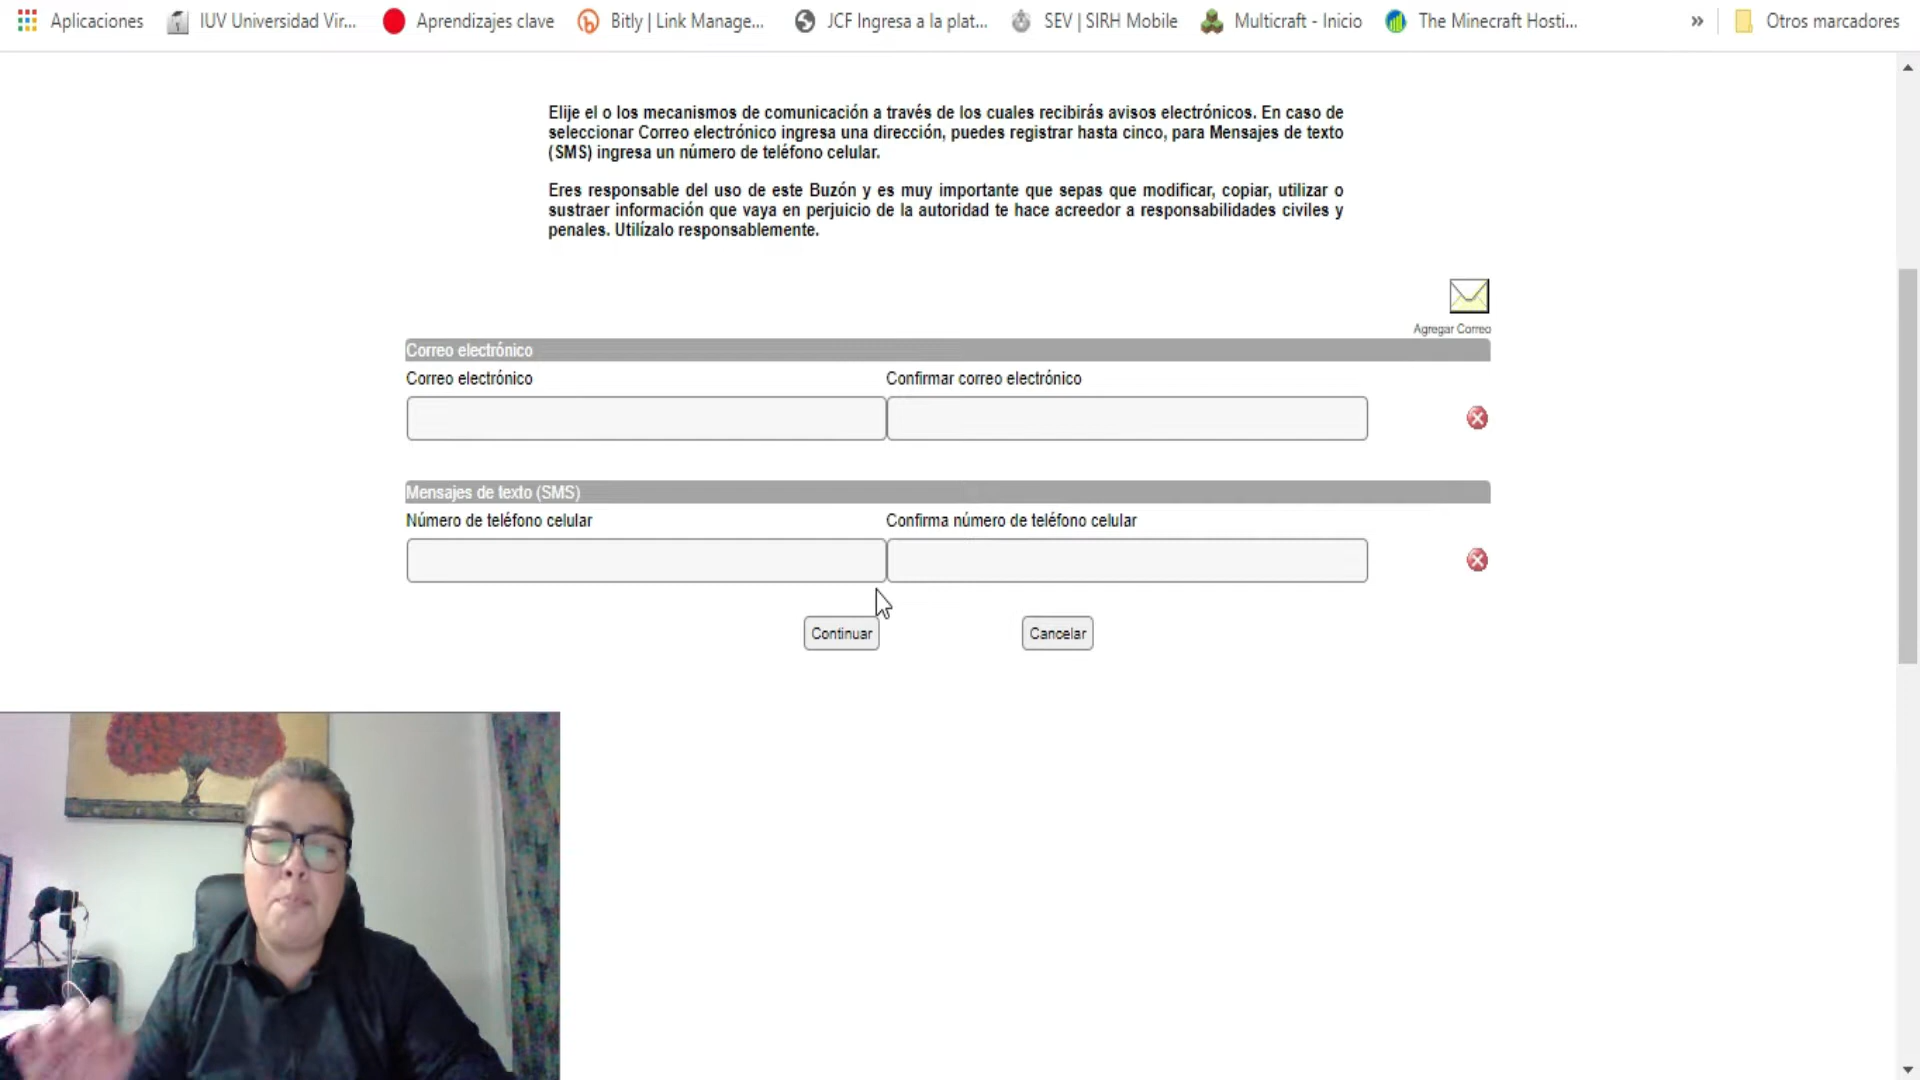 Aplicaciones IUV Universidad Vir... Aprendizajes clave Bitly | Link Manage... JCF Ingresa a la plat... SEV | SIRH Mobile Multicraft - Inicio The Minecraft Hosti... » Otros marcadores
Elije el o los mecanismos de comunicación a través de los cuales recibirás avisos electrónicos. En caso de
seleccionar Correo electrónico ingresa una dirección, puedes registrar hasta cinco, para Mensajes de texto
(SMS) ingresa un número de teléfono celular.
Eres responsable del uso de este Buzón y es muy importante que sepas que modificar, copiar, utilizar o
sustraer información que vaya en perjuicio de la autoridad te hace acreedor a responsabilidades civiles y
penales. Utilízalo responsablemente.
Agregar Correo
Correo electrónico
Correo electrónico Confirmar correo electrónico
Mensajes de texto (SMS)
Número de teléfono celular Confirma número de teléfono celular
Continuar Cancelar